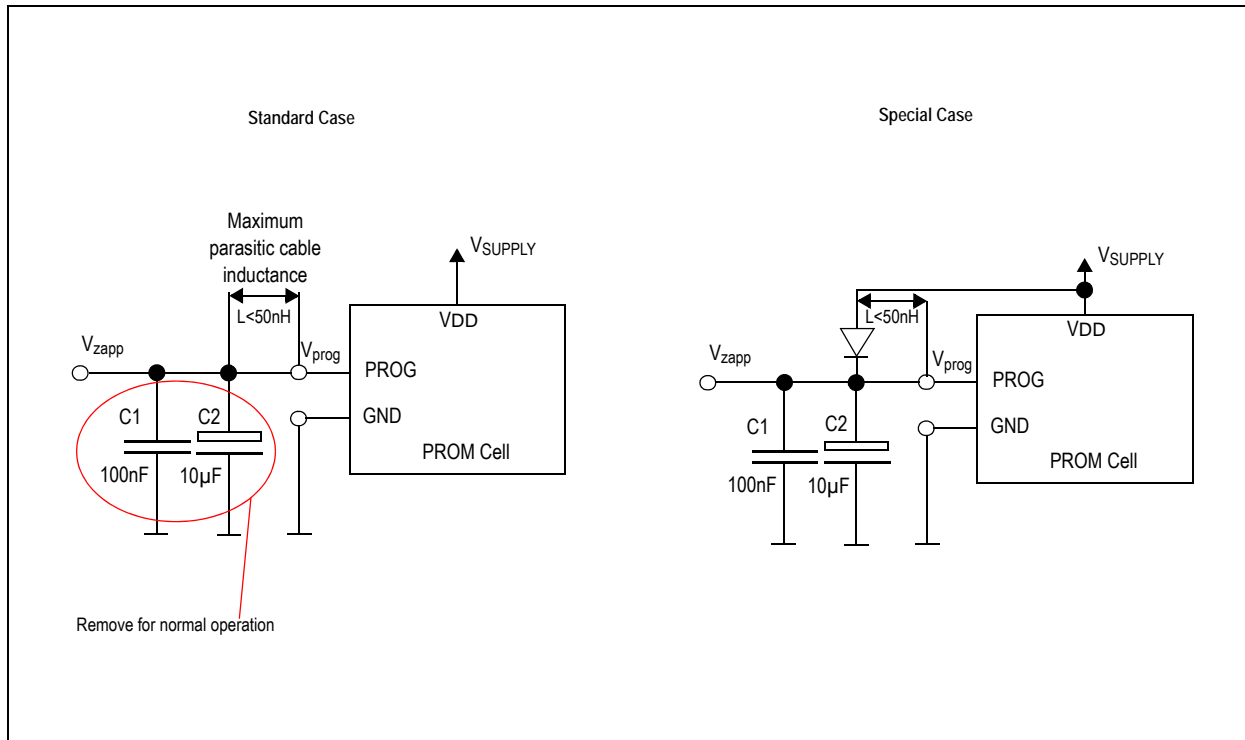 Standard Case
Special Case
Maximum
parasitic cable
inductance
L<50nH
VSUPPLY
VDD
Vzapp
Vprog
PROG
GND
C1
C2
100nF
10µF
PROM Cell
Remove for normal operation
VSUPPLY
L<50nH
VDD
Vzapp
Vprog
PROG
GND
C1
C2
100nF
10µF
PROM Cell